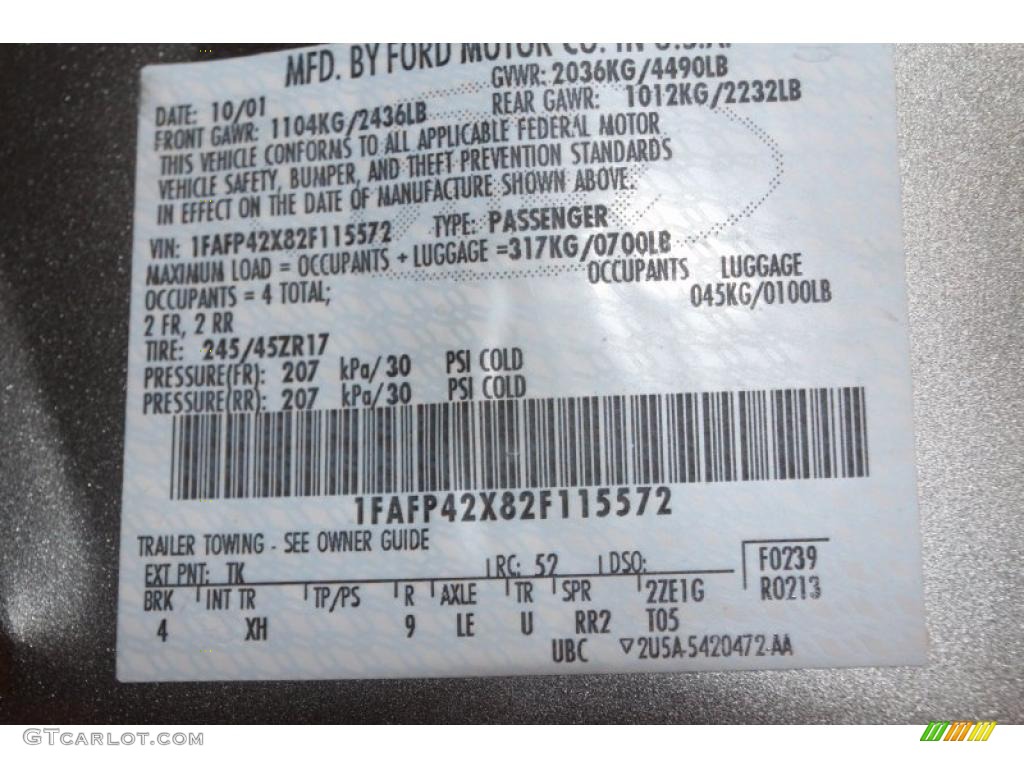 MFD. BY FORD MOTOR CO. IN U.S.A.
DATE: 10/01 GVWR: 2036KG/4490LB
FRONT GAWR: 1104KG/2436LB REAR GAWR: 1012KG/2232LB
THIS VEHICLE CONFORMS TO ALL APPLICABLE FEDERAL MOTOR
VEHICLE SAFETY, BUMPER, AND THEFT PREVENTION STANDARDS
IN EFFECT ON THE DATE OF MANUFACTURE SHOWN ABOVE.
VIN: 1FAFP42X82F115572 TYPE: PASSENGER
MAXIMUM LOAD = OCCUPANTS + LUGGAGE =317KG/0700LB
OCCUPANTS = 4 TOTAL; OCCUPANTS LUGGAGE
2 FR, 2 RR 045KG/0100LB
TIRE: 245/45ZR17
PRESSURE(FR): 207 kPa/ 30 PSI COLD
PRESSURE(RR): 207 kPa/30 PSI COLD
1FAFP42X82F115572
TRAILER TOWING - SEE OWNER GUIDE
EXT PNT: TK RC: 52 DSO: F0239
BRK INT TR TP/PS R AXLE TR SPR 2ZE1G R0213
4 XH 9 LE U RR2 T05
UBC ▽2U5A-5420472-AA
GTCarLot.com